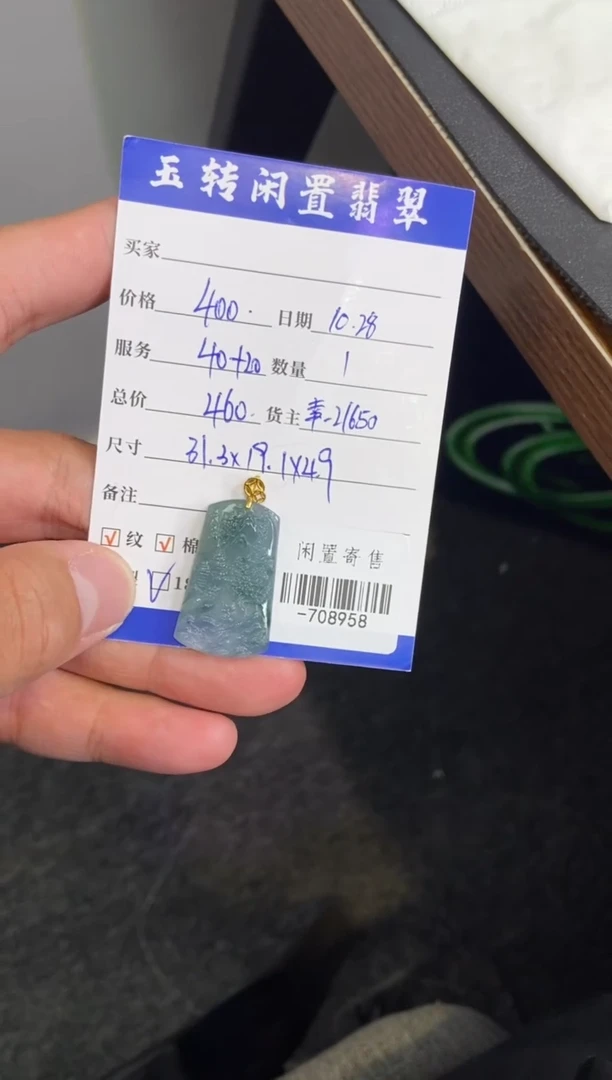 玉转闲置翡翠
买家
价格 400. 日期 10.28
服务 40+20 数量 1
总价 460. 货主 -21650
尺寸 31.3x19.1x4.9
备注
纹 棉 闲置寄售
18
-708958